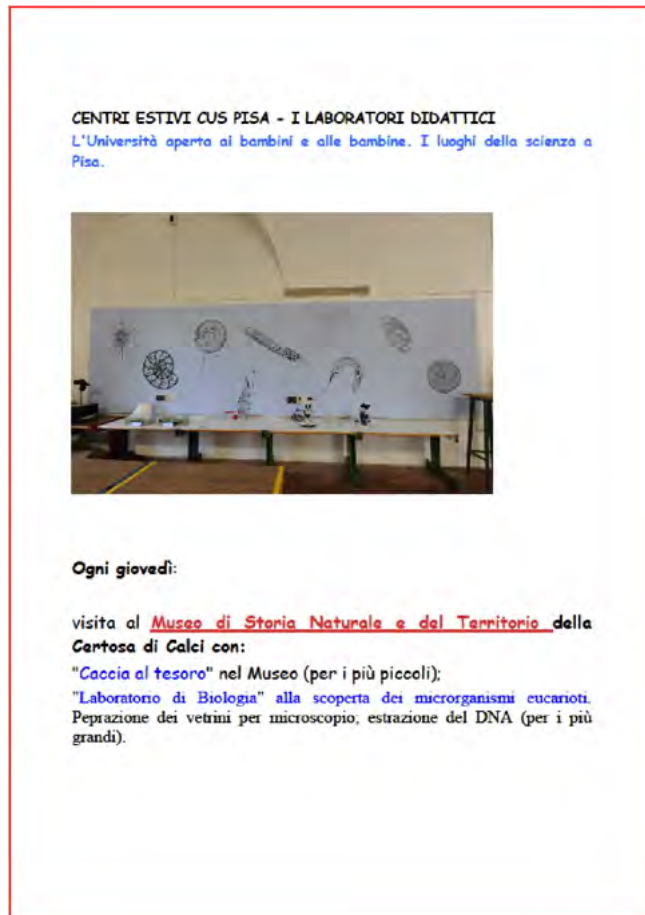 CENTRI ESTIVI CUS PISA - I LABORATORI DIDATTICI
L'Università aperta ai bambini e alle bambine. I luoghi della scienza a
Pisa.
Ogni giovedì:
visita al Museo di Storia Naturale e del Territorio della
Certosa di Calci con:
"Caccia al tesoro" nel Museo (per i più piccoli);
"Laboratorio di Biologia" alla scoperta dei microrganismi eucarioti.
Peprazione dei vetrini per microscopio; estrazione del DNA (per i più
grandi).